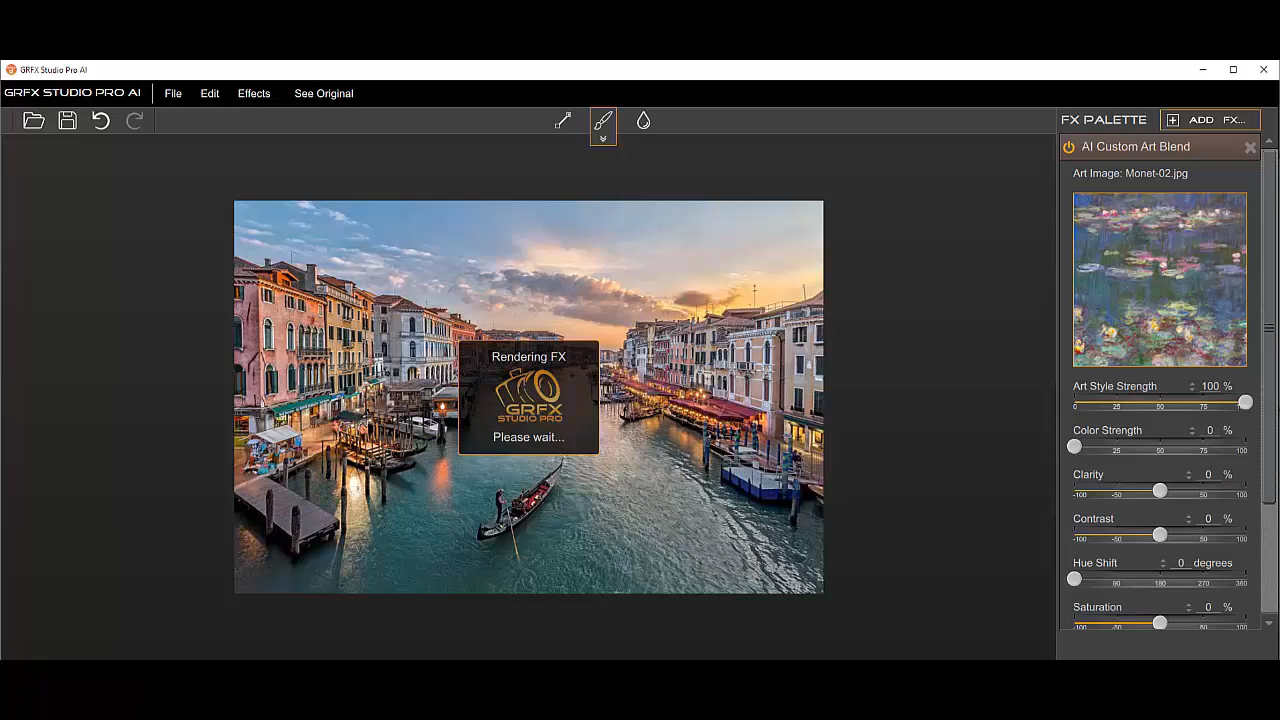 GRFX Studio Pro AI
GRFX STUDIO PRO AI File Edit Effects See Original
FX PALETTE ADD FX...
AI Custom Art Blend
Art Image: Monet-02.jpg
Rendering FX
GRFX
STUDIO PRO
Please wait...
Art Style Strength 100 %
0 25 50 75
Color Strength 0 %
25 50 75 100
Clarity 0 %
-100 -50 50 100
Contrast 0 %
-100 -50 50 100
Hue Shift 0 degrees
90 180 270 360
Saturation 0 %
-100 -50 50 100